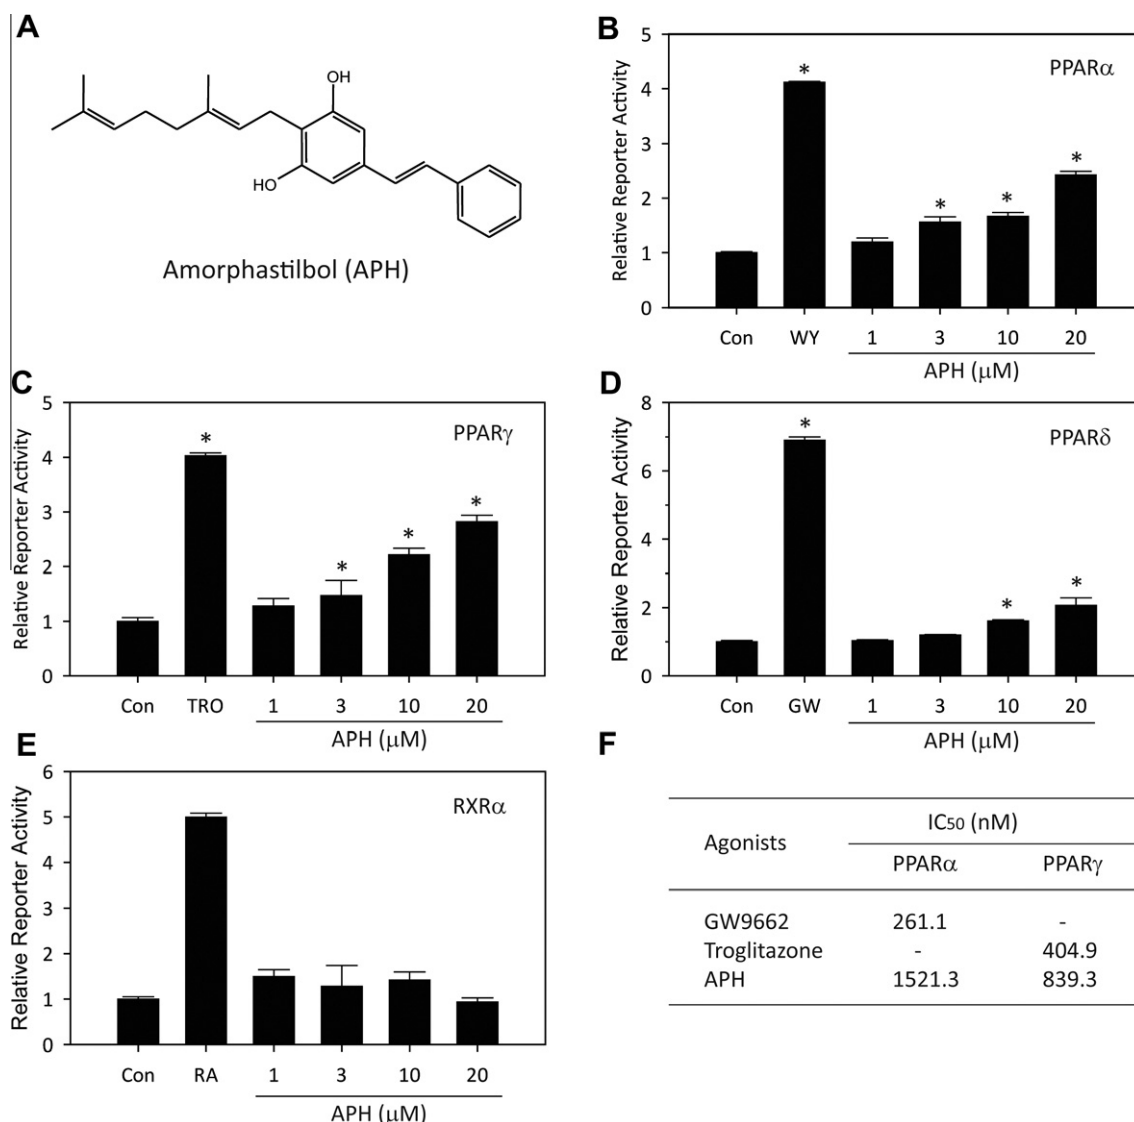 A
OH
HO
Amorphastilbol (APH)
B
Relative Reporter Activity
5
4
3
2
1
0
PPARα
*
*
*
*
Con WY 1 3 10 20
APH (μM)
C
Relative Reporter Activity
5
4
3
2
1
0
PPARγ
*
*
*
*
Con TRO 1 3 10 20
APH (μM)
D
Relative Reporter Activity
8
6
4
2
0
PPARδ
*
*
*
Con GW 1 3 10 20
APH (μM)
E
Relative Reporter Activity
6
5
4
3
2
1
0
RXRα
Con RA 1 3 10 20
APH (μM)
F
Agonists
IC50 (nM)
PPARα PPARγ
GW9662 261.1 -
Troglitazone - 404.9
APH 1521.3 839.3